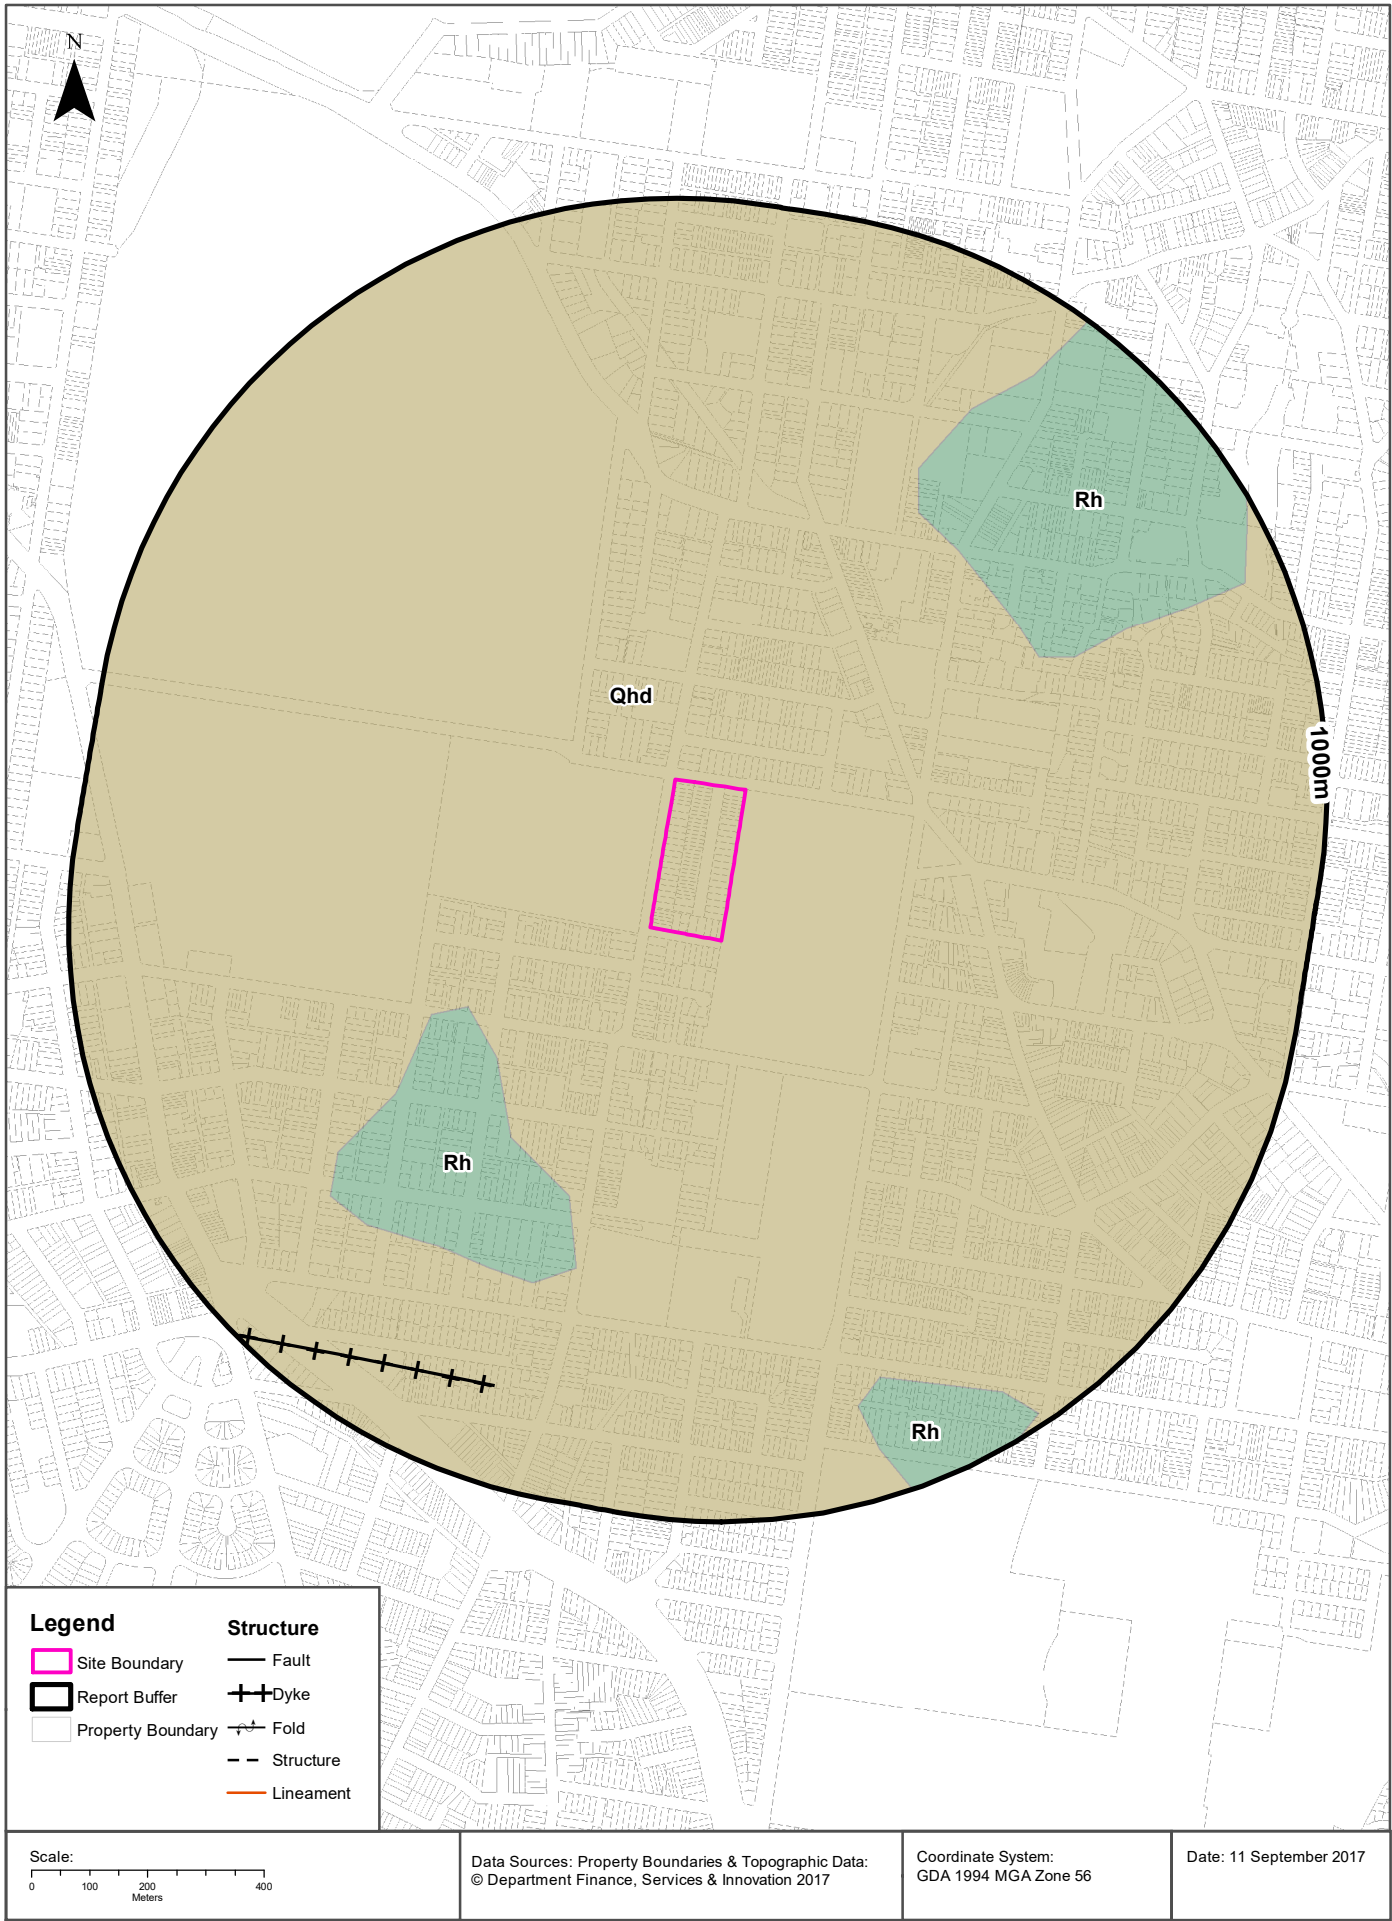 N
Rh
Qhd
1000m
Rh
Rh
Legend
Site Boundary
Report Buffer
Property Boundary
Structure
Fault
Dyke
Fold
Structure
Lineament
Scale:
0 100 200 400
Meters
Data Sources: Property Boundaries & Topographic Data:
© Department Finance, Services & Innovation 2017
Coordinate System:
GDA 1994 MGA Zone 56
Date: 11 September 2017